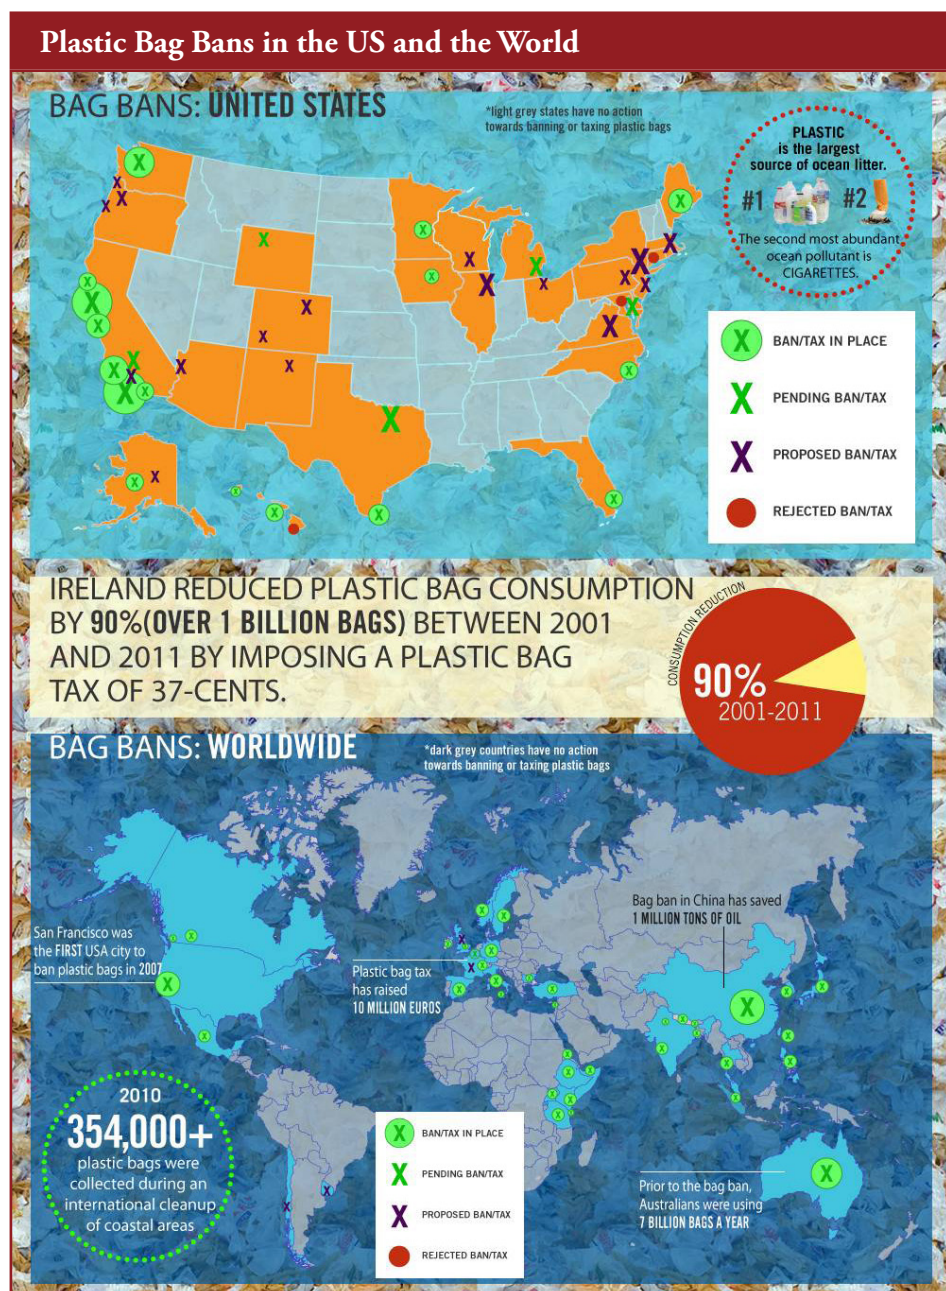 Plastic Bag Bans in the US and the World
BAG BANS: UNITED STATES
*light grey states have no action
towards banning or taxing plastic bags
PLASTIC
is the largest
source of ocean litter.
#1
#2
The second most abundant
ocean pollutant is
CIGARETTES.
X BAN/TAX IN PLACE
X PENDING BAN/TAX
X PROPOSED BAN/TAX
REJECTED BAN/TAX
IRELAND REDUCED PLASTIC BAG CONSUMPTION
BY 90%(OVER 1 BILLION BAGS) BETWEEN 2001
AND 2011 BY IMPOSING A PLASTIC BAG
TAX OF 37-CENTS.
CONSUMPTION REDUCTION
90%
2001-2011
BAG BANS: WORLDWIDE
*dark grey countries have no action
towards banning or taxing plastic bags
Bag ban in China has saved
1 MILLION TONS OF OIL
San Francisco was
the FIRST USA city to
ban plastic bags in 2007
Plastic bag tax
has raised
10 MILLION EUROS
2010
354,000+
plastic bags were
collected during an
international cleanup
of coastal areas
X BAN/TAX IN PLACE
X PENDING BAN/TAX
X PROPOSED BAN/TAX
REJECTED BAN/TAX
Prior to the bag ban,
Australians were using
7 BILLION BAGS A YEAR